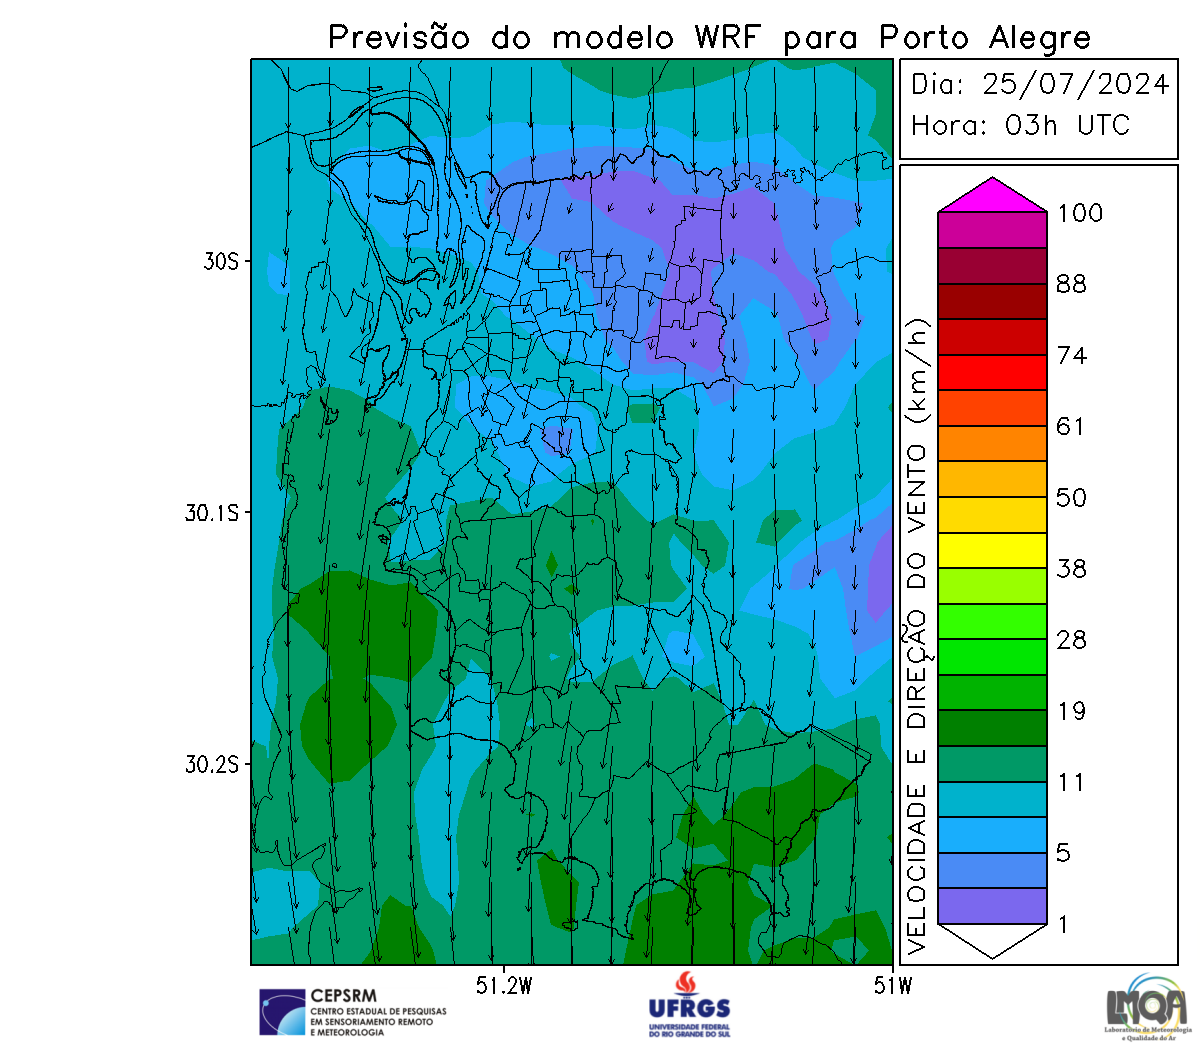 Previsão do modelo WRF para Porto Alegre
Dia: 25/07/2024
Hora: 03h UTC
30S
30.1S
30.2S
51.2W
51W
VELOCIDADE E DIREÇÃO DO VENTO (km/h)
100
88
74
61
50
38
28
19
11
5
1
CEPSRM
CENTRO ESTADUAL DE PESQUISAS
EM SENSORIAMENTO REMOTO
E METEOROLOGIA
UFRGS
UNIVERSIDADE FEDERAL
DO RIO GRANDE DO SUL
LMQA
Laboratório de Meteorologia
e Qualidade do Ar